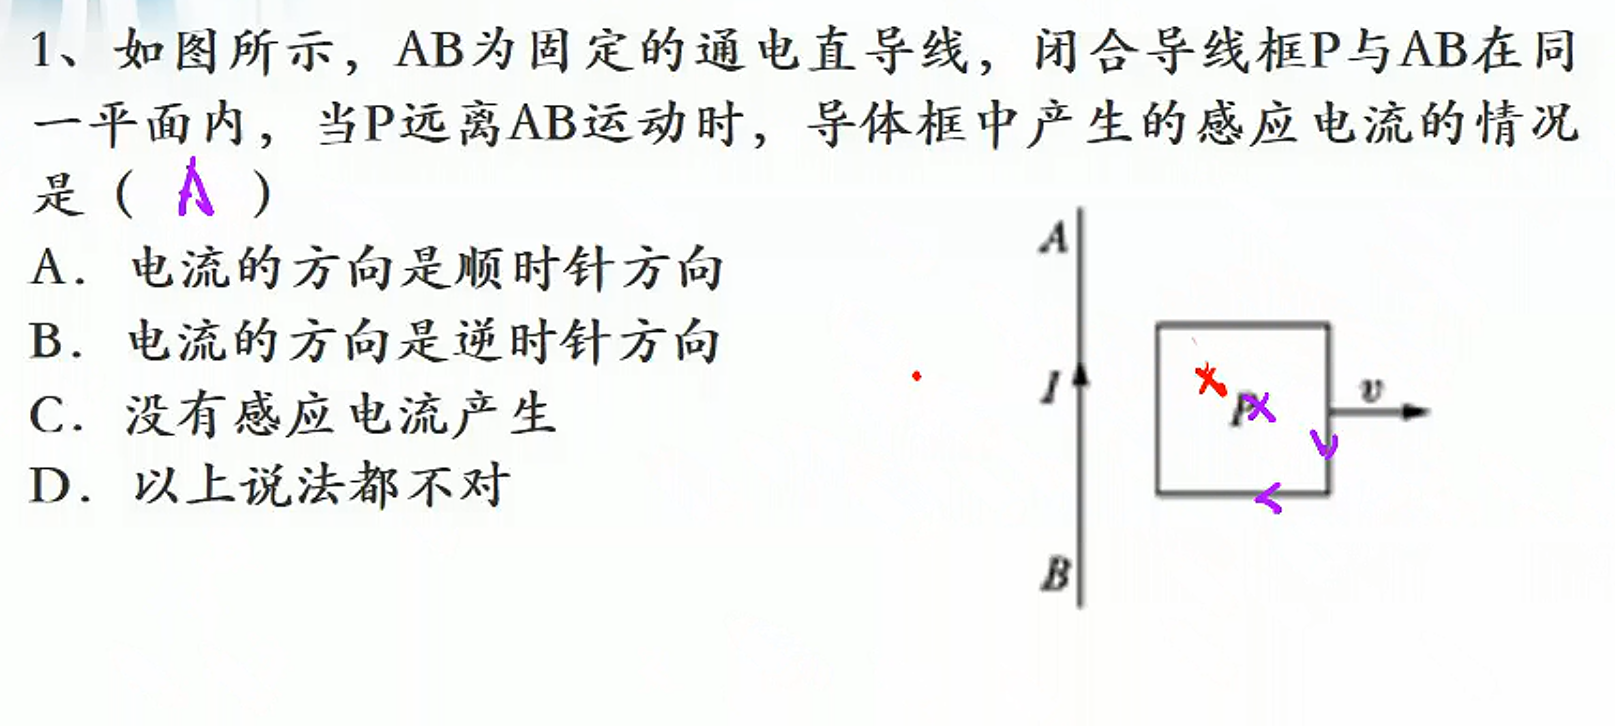 1、如图所示，AB为固定的通电直导线，闭合导线框P与AB在同
一平面内，当P远离AB运动时，导体框中产生的感应电流的情况
是（ A ）
A．电流的方向是顺时针方向
B．电流的方向是逆时针方向
C．没有感应电流产生
D．以上说法都不对
A
I
P
v
B